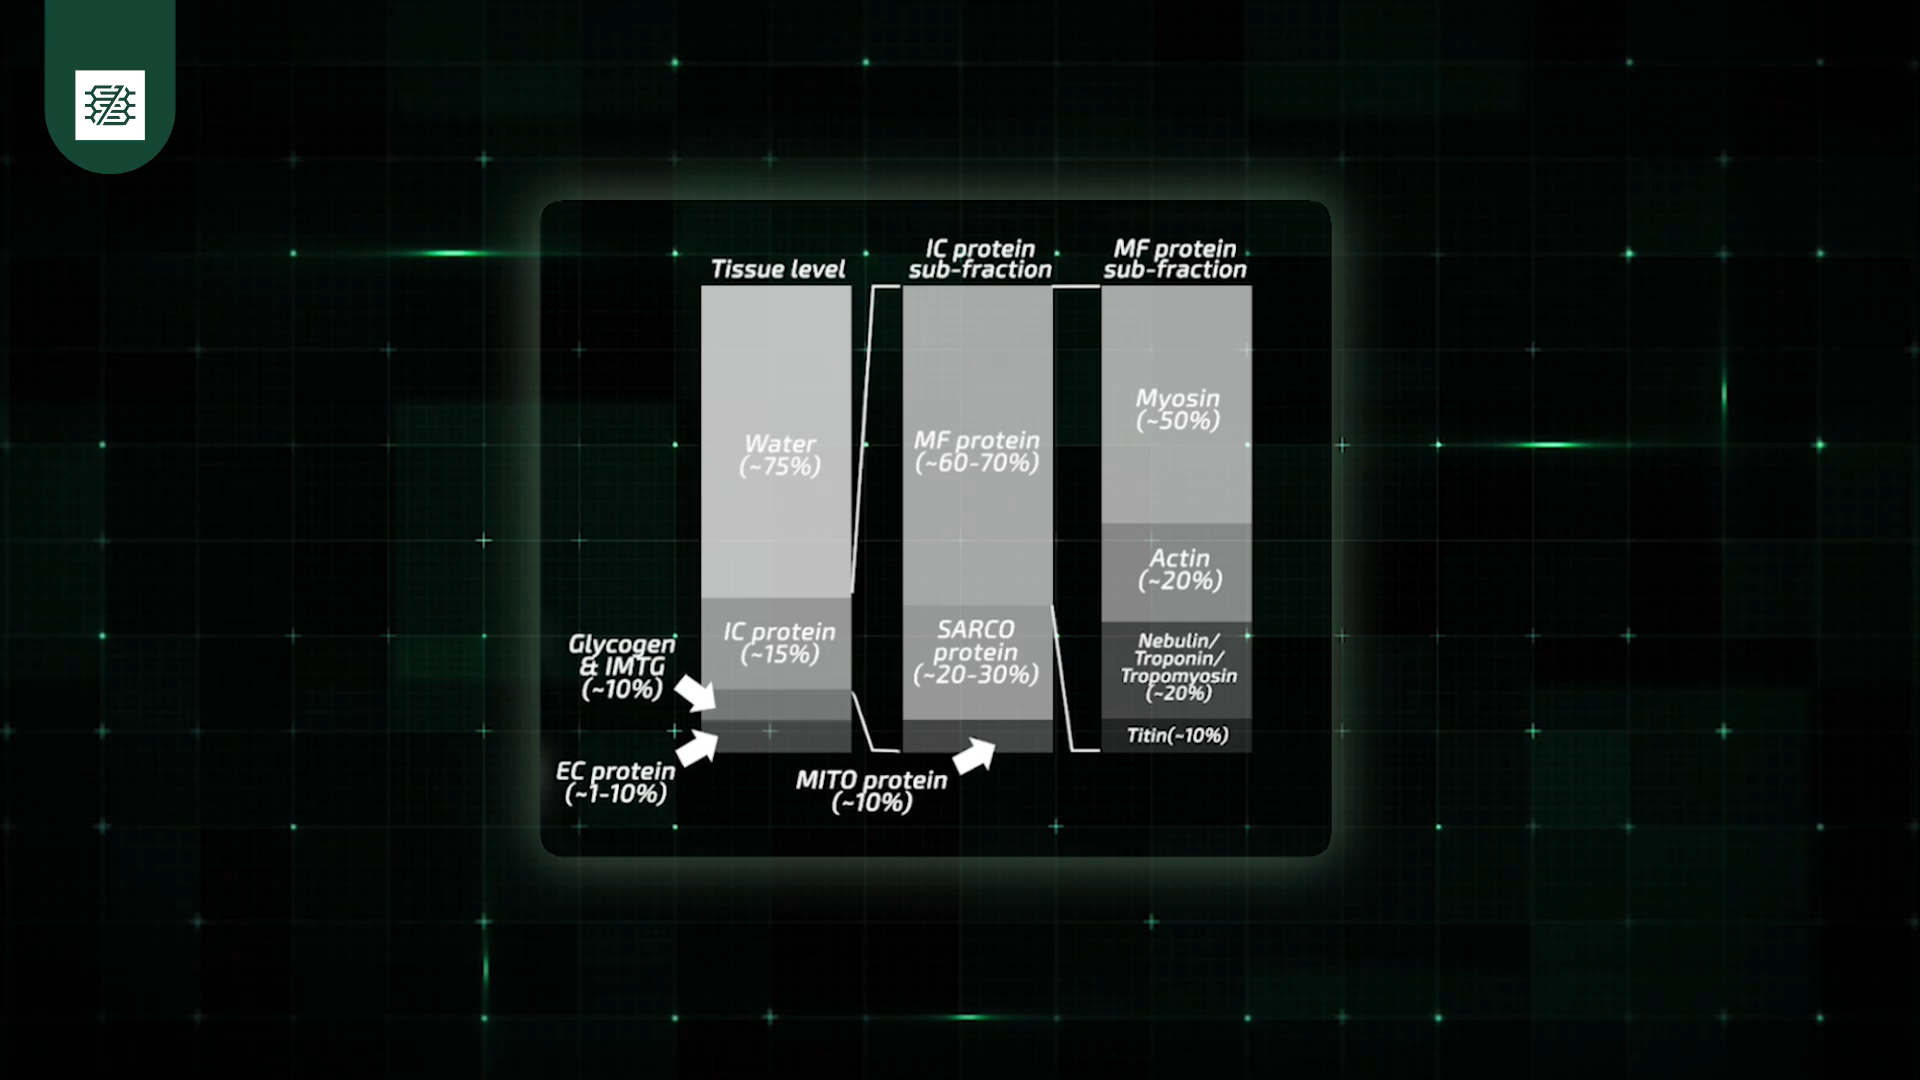 Tissue level
IC protein
sub-fraction
MF protein
sub-fraction
Water
(~75%)
IC protein
(~15%)
Glycogen
& IMTG
(~10%)
EC protein
(~1-10%)
MF protein
(~60-70%)
SARCO
protein
(~20-30%)
MITO protein
(~10%)
Myosin
(~50%)
Actin
(~20%)
Nebulin/
Troponin/
Tropomyosin
(~20%)
Titin(~10%)